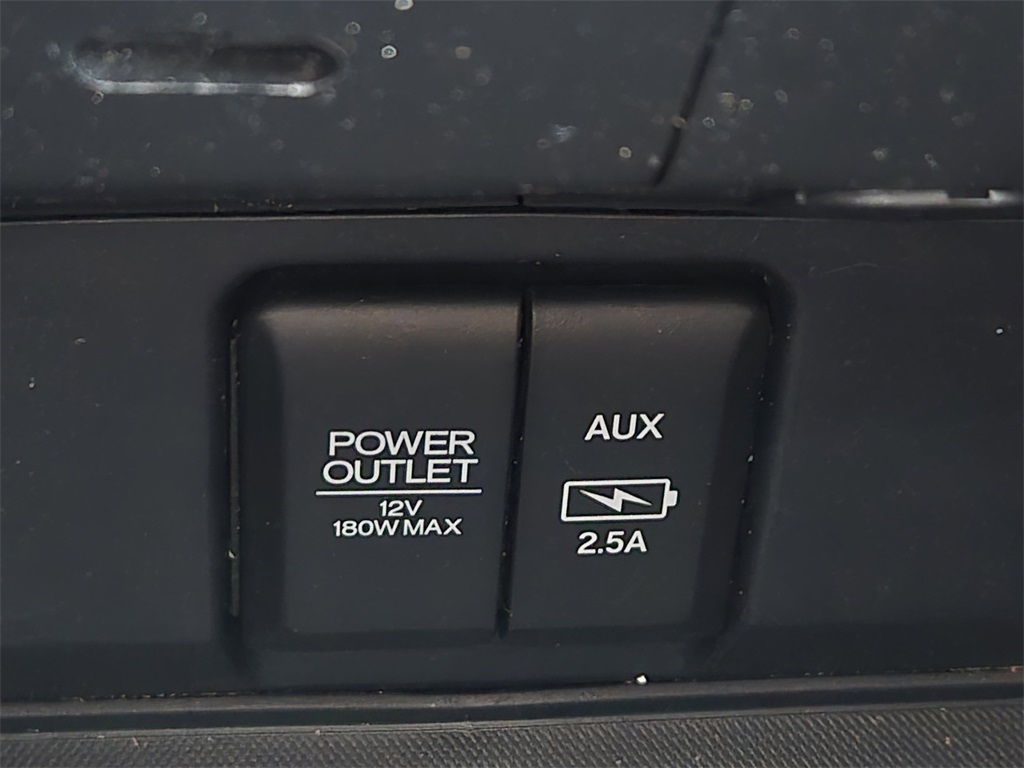 POWER
OUTLET
12V
180W MAX
AUX
2.5A